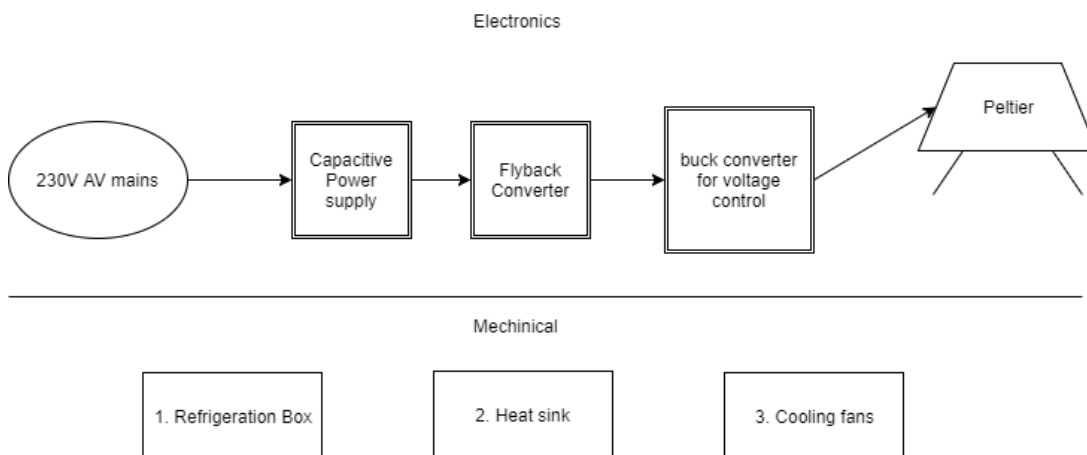 Electronics
230V AV mains
Capacitive
Power
supply
Flyback
Converter
buck converter
for voltage
control
Peltier
Mechinical
1. Refrigeration Box
2. Heat sink
3. Cooling fans